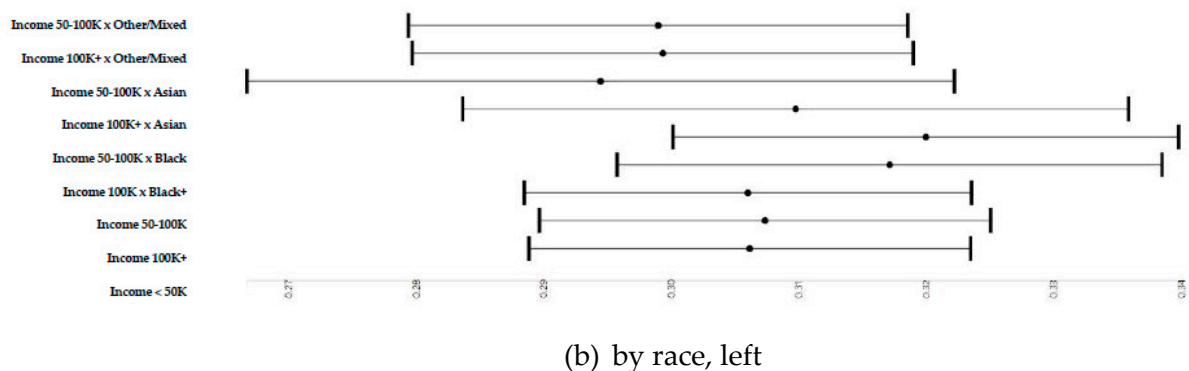 Income 50-100K x Other/Mixed
Income 100K+ x Other/Mixed
Income 50-100K x Asian
Income 100K+ x Asian
Income 50-100K x Black
Income 100K x Black+
Income 50-100K
Income 100K+
Income < 50K
0.27
0.28
0.29
0.30
0.31
0.32
0.33
0.34
(b) by race, left